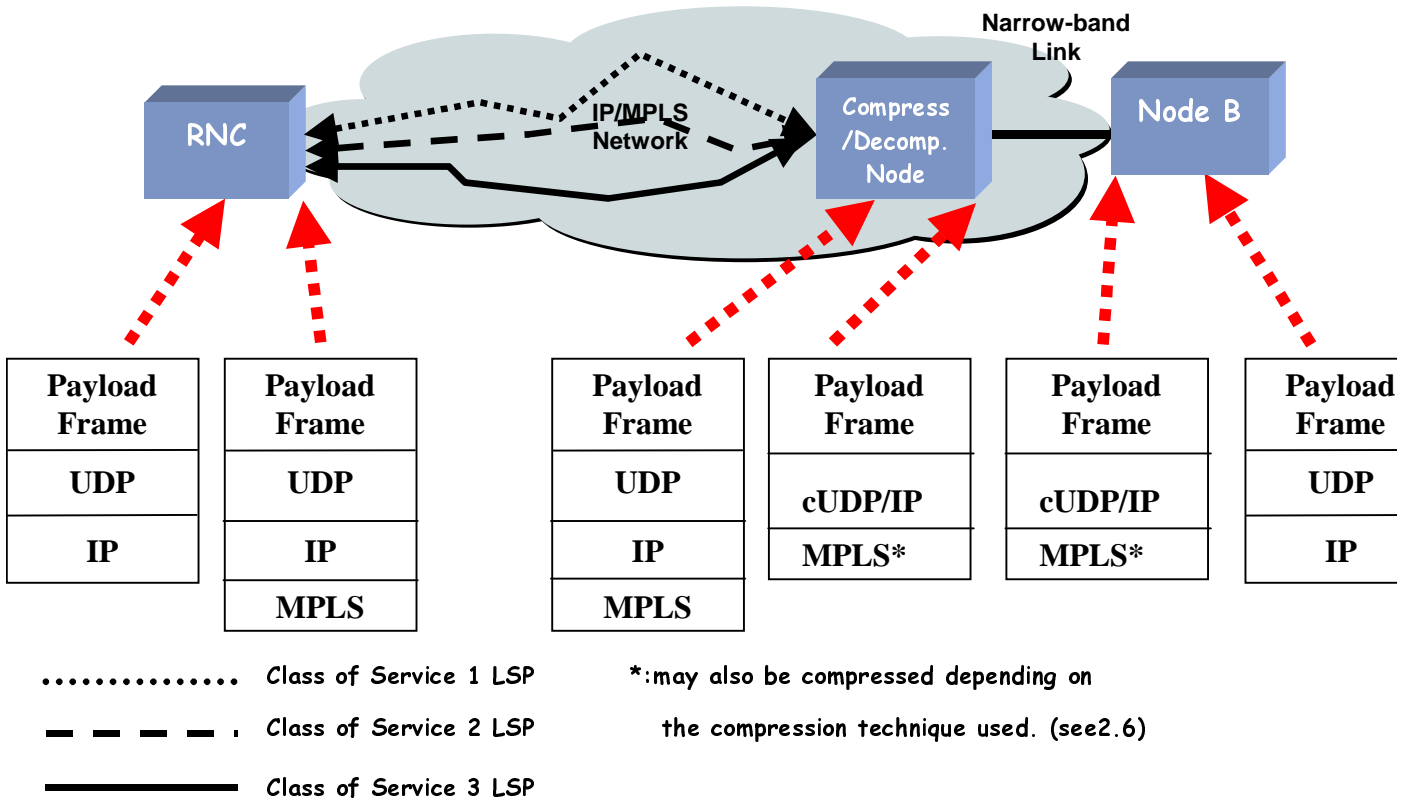 Narrow-band
Link
RNC
IP/MPLS
Network
Compress
/Decomp.
Node
Node B
Payload
Frame
UDP
IP
Payload
Frame
UDP
IP
MPLS
Payload
Frame
UDP
IP
MPLS
Payload
Frame
cUDP/IP
MPLS*
Payload
Frame
cUDP/IP
MPLS*
Payload
Frame
UDP
IP
Class of Service 1 LSP
Class of Service 2 LSP
Class of Service 3 LSP
*:may also be compressed depending on
the compression technique used. (see2.6)